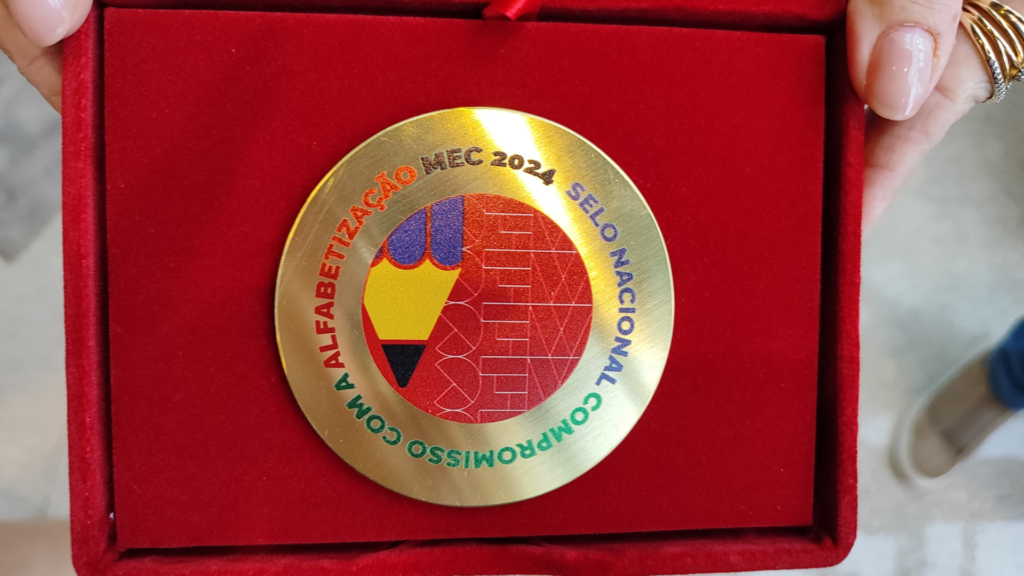 SELO NACIONAL COMPROMISSO COM A ALFABETIZAÇÃO MEC 2024